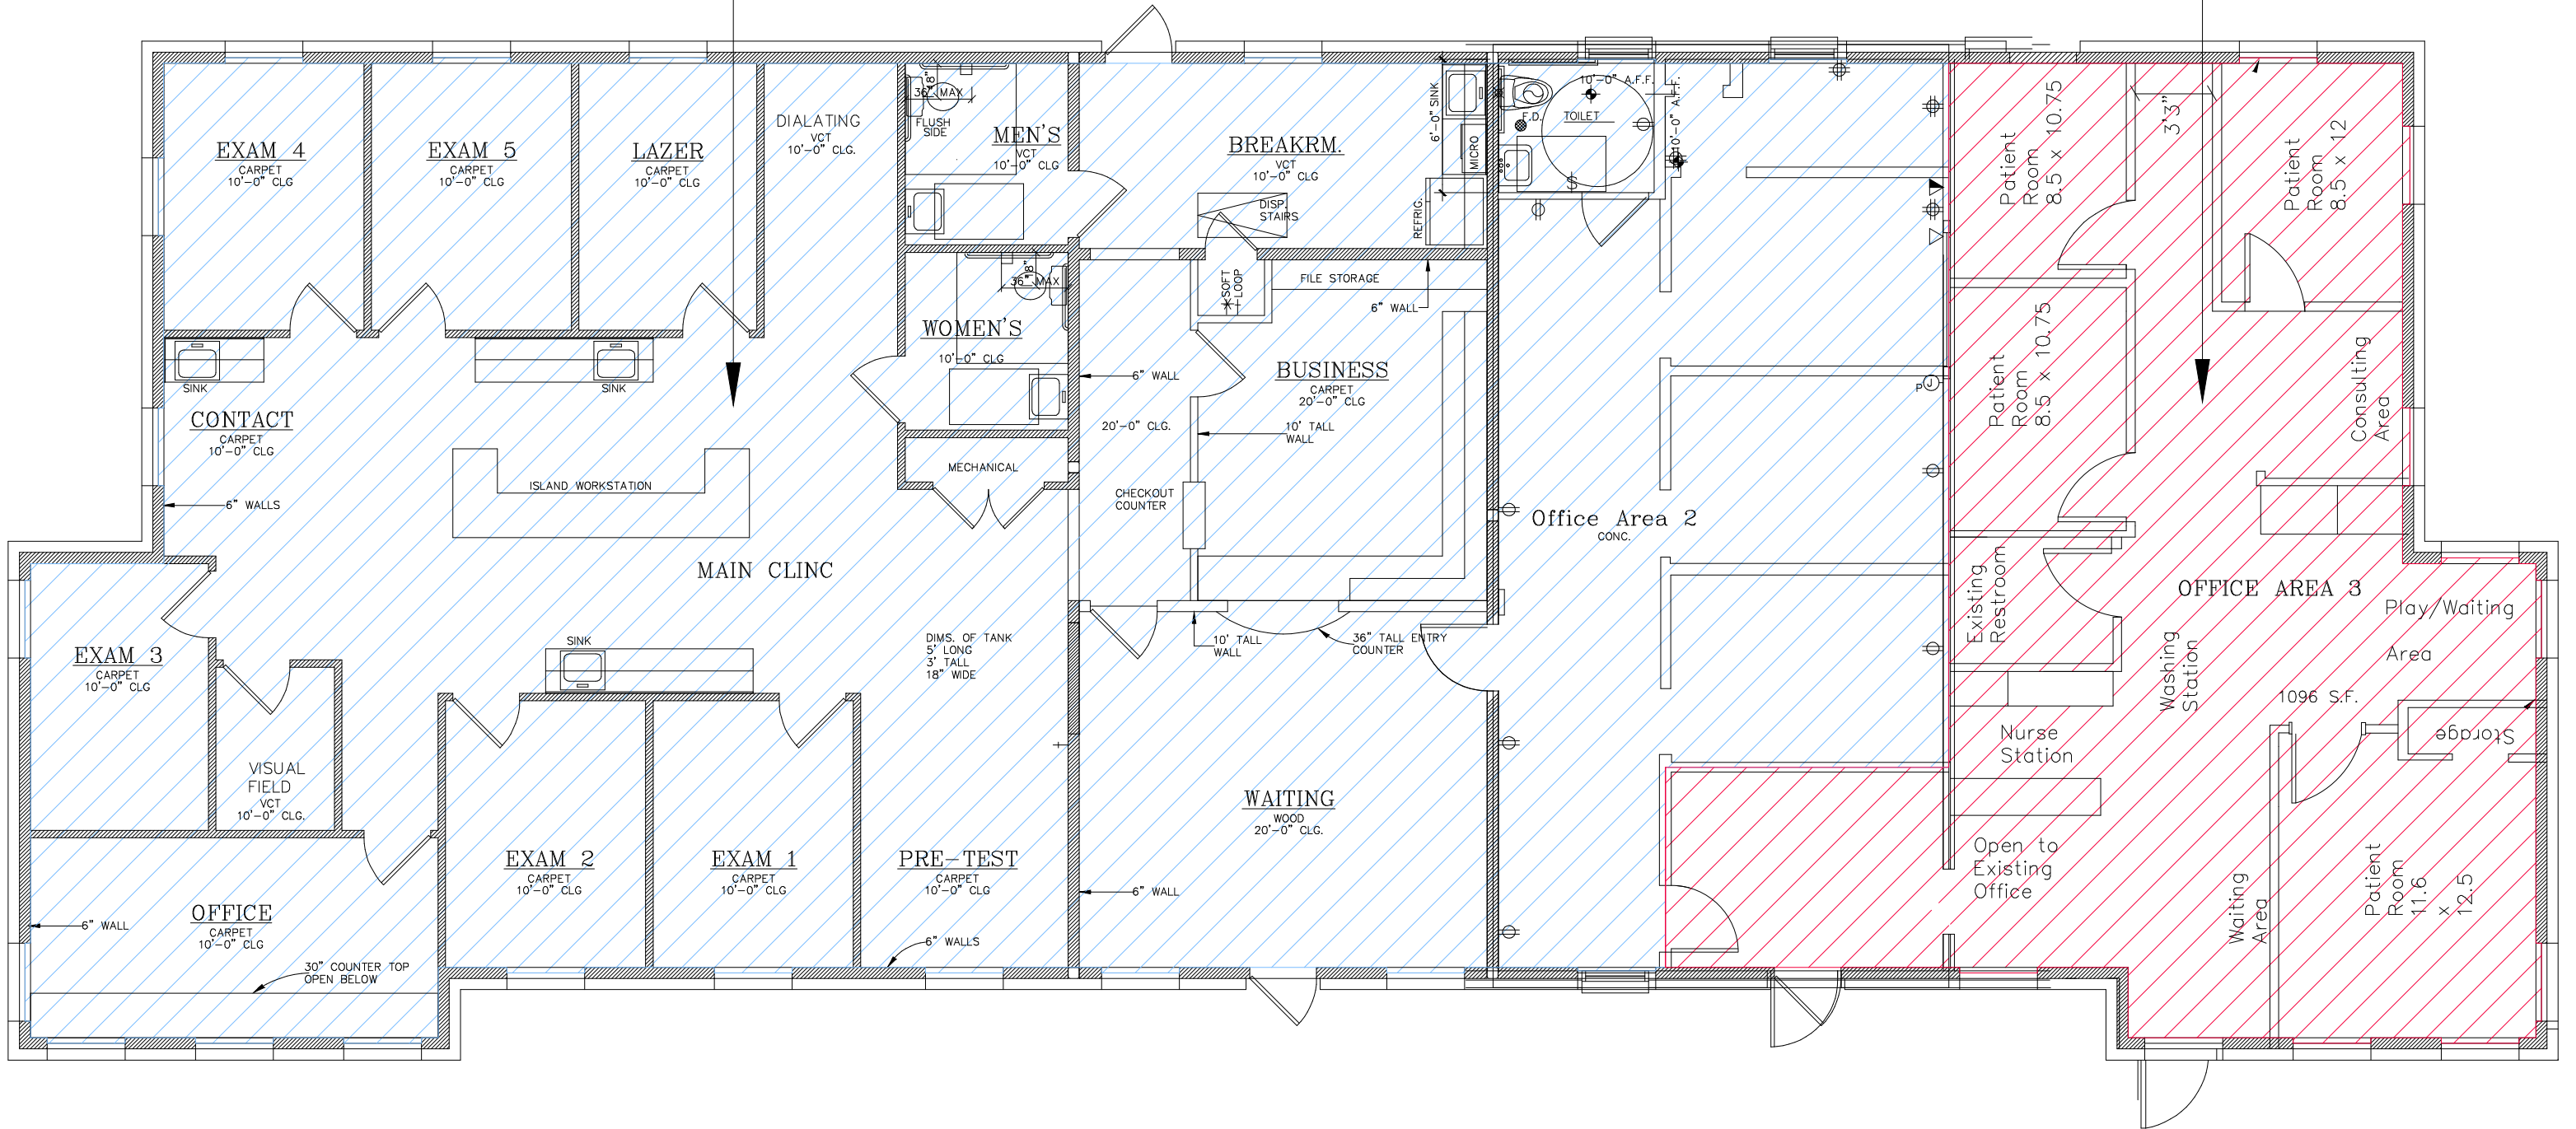 EXAM 4
CARPET
10'-0" CLG
EXAM 5
CARPET
10'-0" CLG
LAZER
CARPET
10'-0" CLG
DIALATING
VCT
10'-0" CLG.
18"
36" MAX
FLUSH
SIDE
MEN'S
VCT
10'-0" CLG
BREAKRM.
VCT
10'-0" CLG
DISP.
STAIRS
6'-0" SINK
MICRO
REFRIG.
10'-0" A.F.F.
F.D.
TOILET
10'-0" A.F.F.
$
Patient
Room
8.5 x 10.75
3'3"
Patient
Room
8.5 x 12
18"
36" MAX
WOMEN'S
10'-0" CLG
SOFT
LOOP
FILE STORAGE
6" WALL
6" WALL
BUSINESS
CARPET
20'-0" CLG
20'-0" CLG.
10' TALL
WALL
SINK
SINK
CONTACT
CARPET
10'-0" CLG
6" WALLS
ISLAND WORKSTATION
MECHANICAL
CHECKOUT
COUNTER
P
J
Patient
Room
8.5 x 10.75
Consulting
Area
Office Area 2
CONC.
MAIN CLINC
Existing
Restroom
OFFICE AREA 3
Play/Waiting
Area
Washing
Station
1096 S.F.
Storage
EXAM 3
CARPET
10'-0" CLG
SINK
DIMS. OF TANK
5' LONG
3' TALL
18" WIDE
10' TALL
WALL
36" TALL ENTRY
COUNTER
Nurse
Station
VISUAL
FIELD
VCT
10'-0" CLG.
WAITING
WOOD
20'-0" CLG.
EXAM 2
CARPET
10'-0" CLG
EXAM 1
CARPET
10'-0" CLG
PRE-TEST
CARPET
10'-0" CLG
6" WALL
Open to
Existing
Office
Waiting
Area
Patient
Room
11.6
x
12.5
OFFICE
CARPET
10'-0" CLG
6" WALL
6" WALLS
30" COUNTER TOP
OPEN BELOW